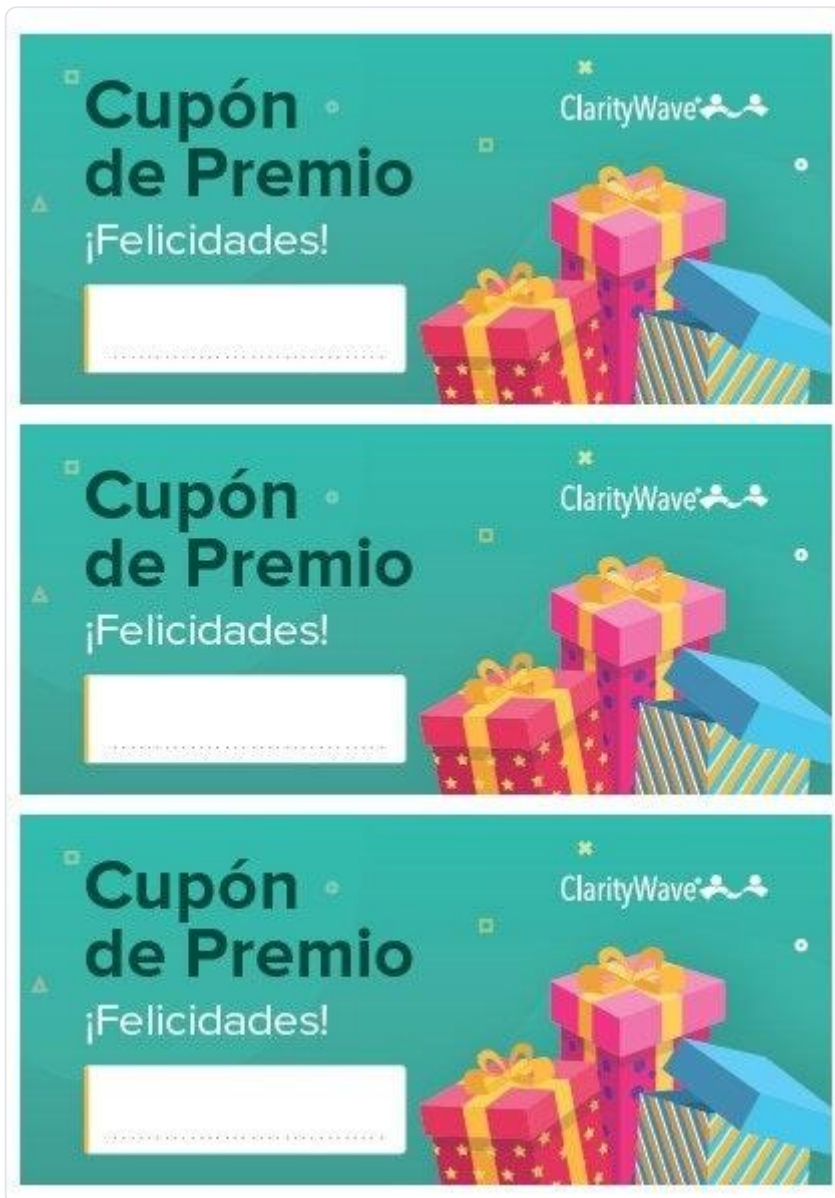 Cupón
de Premio
ClarityWave
¡Felicidades!
Cupón
de Premio
ClarityWave
¡Felicidades!
Cupón
de Premio
ClarityWave
¡Felicidades!